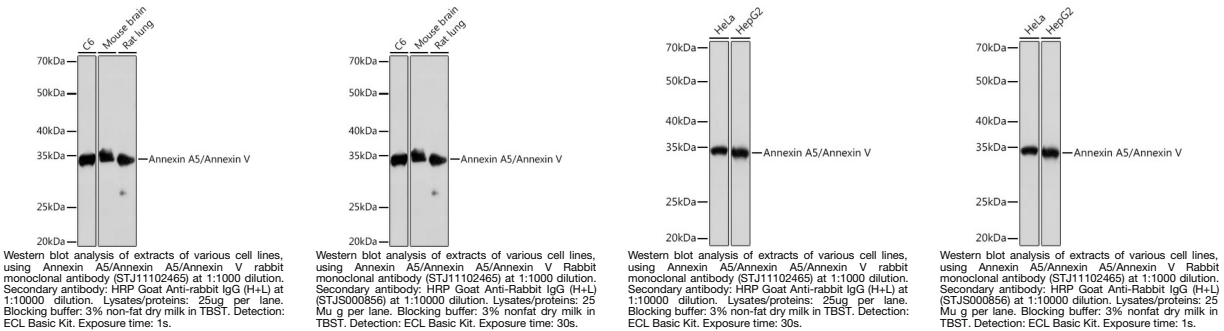 C6
Mouse brain
Rat lung
70kDa
50kDa
40kDa
35kDa
25kDa
20kDa
Annexin A5/Annexin V
Western blot analysis of extracts of various cell lines,
using Annexin A5/Annexin A5/Annexin V rabbit
monoclonal antibody (STJ11102465) at 1:1000 dilution.
Secondary antibody: HRP Goat Anti-rabbit IgG (H+L) at
1:10000 dilution. Lysates/proteins: 25ug per lane.
Blocking buffer: 3% non-fat dry milk in TBST. Detection:
ECL Basic Kit. Exposure time: 1s.
C6
Mouse brain
Rat lung
70kDa
50kDa
40kDa
35kDa
25kDa
20kDa
Annexin A5/Annexin V
Western blot analysis of extracts of various cell lines,
using Annexin A5/Annexin A5/Annexin V Rabbit
monoclonal antibody (STJ11102465) at 1:1000 dilution.
Secondary antibody: HRP Goat Anti-Rabbit IgG (H+L)
(STJS000856) at 1:10000 dilution. Lysates/proteins: 25
Mu g per lane. Blocking buffer: 3% nonfat dry milk in
TBST. Detection: ECL Basic Kit. Exposure time: 30s.
HeLa
HepG2
70kDa
50kDa
40kDa
35kDa
25kDa
20kDa
Annexin A5/Annexin V
Western blot analysis of extracts of various cell lines,
using Annexin A5/Annexin A5/Annexin V rabbit
monoclonal antibody (STJ11102465) at 1:1000 dilution.
Secondary antibody: HRP Goat Anti-rabbit IgG (H+L) at
1:10000 dilution. Lysates/proteins: 25ug per lane.
Blocking buffer: 3% non-fat dry milk in TBST. Detection:
ECL Basic Kit. Exposure time: 30s.
HeLa
HepG2
70kDa
50kDa
40kDa
35kDa
25kDa
20kDa
Annexin A5/Annexin V
Western blot analysis of extracts of various cell lines,
using Annexin A5/Annexin A5/Annexin V Rabbit
monoclonal antibody (STJ11102465) at 1:1000 dilution.
Secondary antibody: HRP Goat Anti-Rabbit IgG (H+L)
(STJS000856) at 1:10000 dilution. Lysates/proteins: 25
Mu g per lane. Blocking buffer: 3% nonfat dry milk in
TBST. Detection: ECL Basic Kit. Exposure time: 1s.